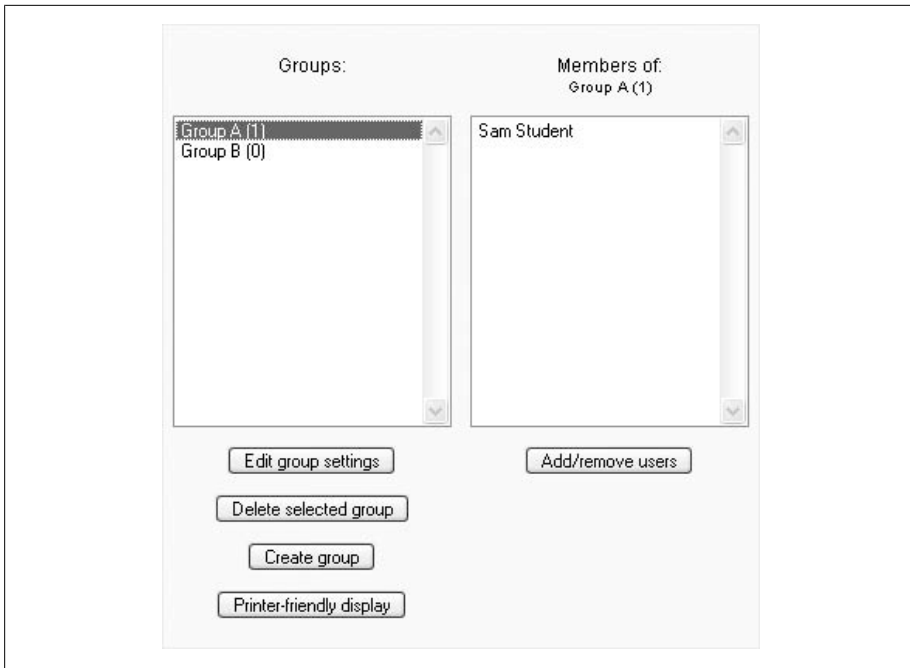 Groups:
Group A (1)
Group B (0)
Edit group settings
Delete selected group
Create group
Printer-friendly display
Members of:
Group A (1)
Sam Student
Add/remove users